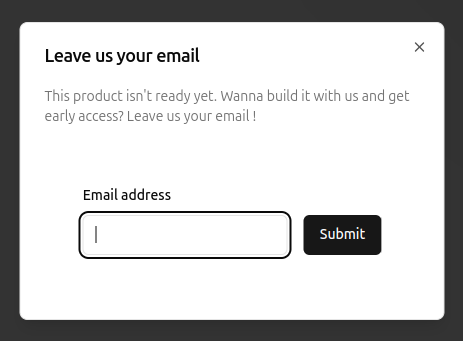 Leave us your email
This product isn't ready yet. Wanna build it with us and get
early access? Leave us your email !
Email address
Submit